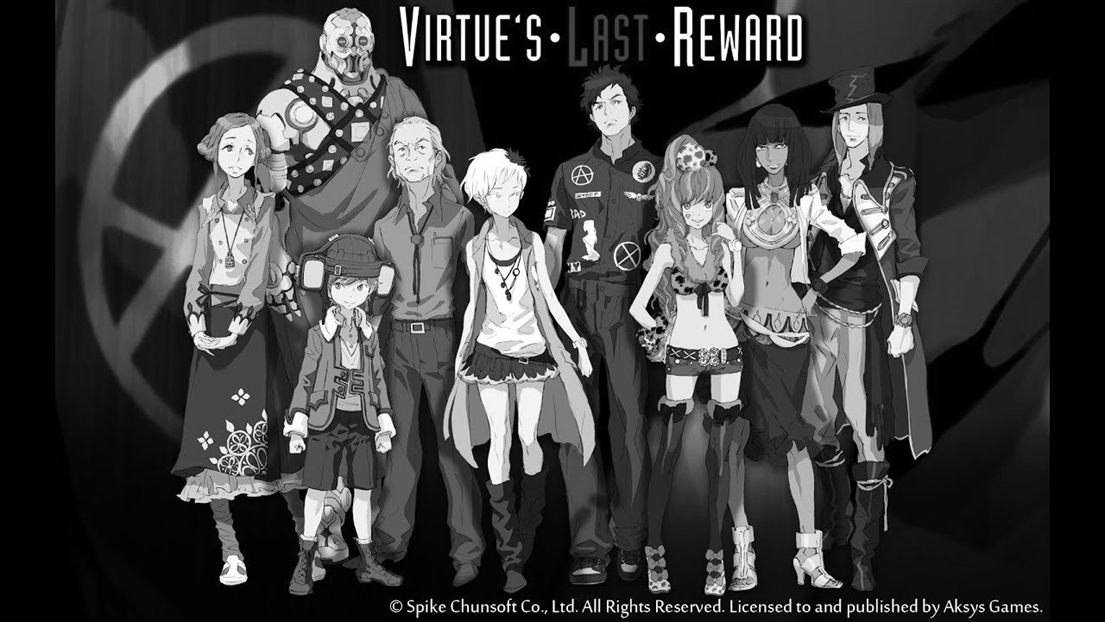 VIRTUE'S • LAST • REWARD
© Spike Chunsoft Co., Ltd. All Rights Reserved. Licensed to and published by Aksys Games.